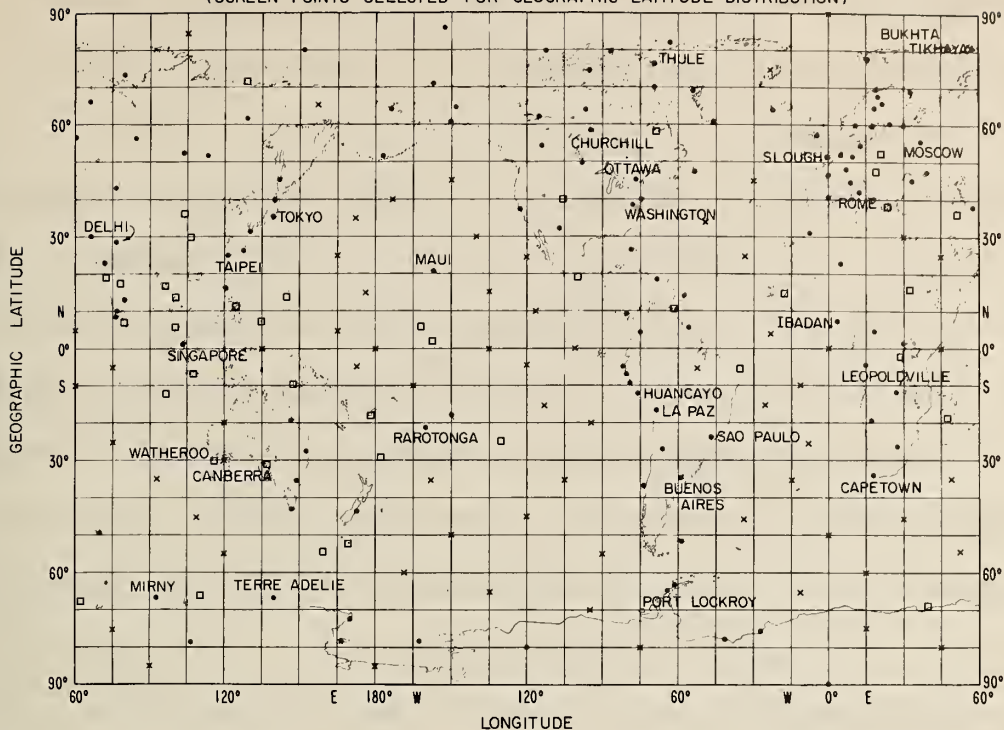 (SCREEN POINTS SELECTED FOR GEOGRAPHIC LATITUDE DISTRIBUTION)
90° 90°
BUKHTA
TIKHAYA
THULE
60° 60°
CHURCHILL
SLOUGH MOSCOW
OTTAWA
TOKYO WASHINGTON ROME
DELHI
30° 30°
TAIPEI MAUI
N N
IBADAN
0° SINGAPORE 0°
LEOPOLDVILLE
S HUANCAYO S
LA PAZ
RAROTONGA SAO PAULO
WATHEROO
30° 30°
CANBERRA BUENOS CAPETOWN
AIRES
60° 60°
MIRNY TERRE ADELIE
PORT LOCKROY
90° 90°
60° 120° E 180° W 120° 60° W 0° E 60°
LONGITUDE
GEOGRAPHIC LATITUDE